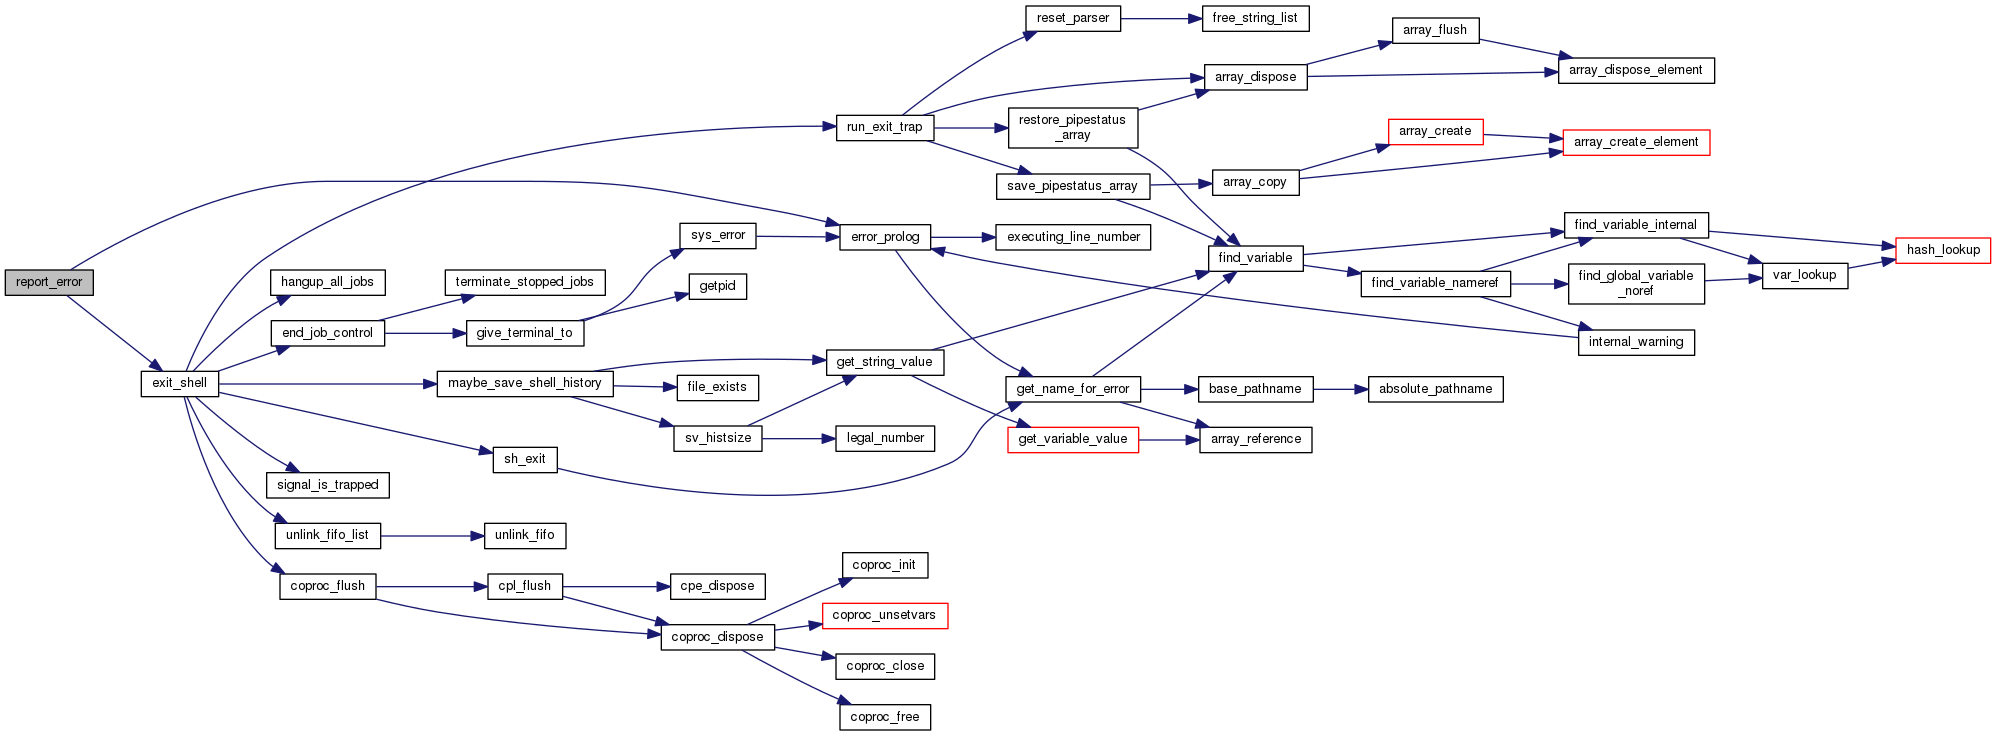 reset_parser
free_string_list
array_flush
array_dispose_element
array_dispose
run_exit_trap
restore_pipestatus
_array
array_create
array_create_element
save_pipestatus_array
array_copy
sys_error
error_prolog
executing_line_number
find_variable_internal
hash_lookup
find_variable
var_lookup
report_error
hangup_all_jobs
terminate_stopped_jobs
getpid
find_variable_nameref
find_global_variable
_noref
end_job_control
give_terminal_to
internal_warning
get_string_value
exit_shell
maybe_save_shell_history
file_exists
get_name_for_error
base_pathname
absolute_pathname
sv_histsize
legal_number
get_variable_value
array_reference
sh_exit
signal_is_trapped
unlink_fifo_list
unlink_fifo
coproc_init
coproc_flush
cpl_flush
cpe_dispose
coproc_unsetvars
coproc_dispose
coproc_close
coproc_free